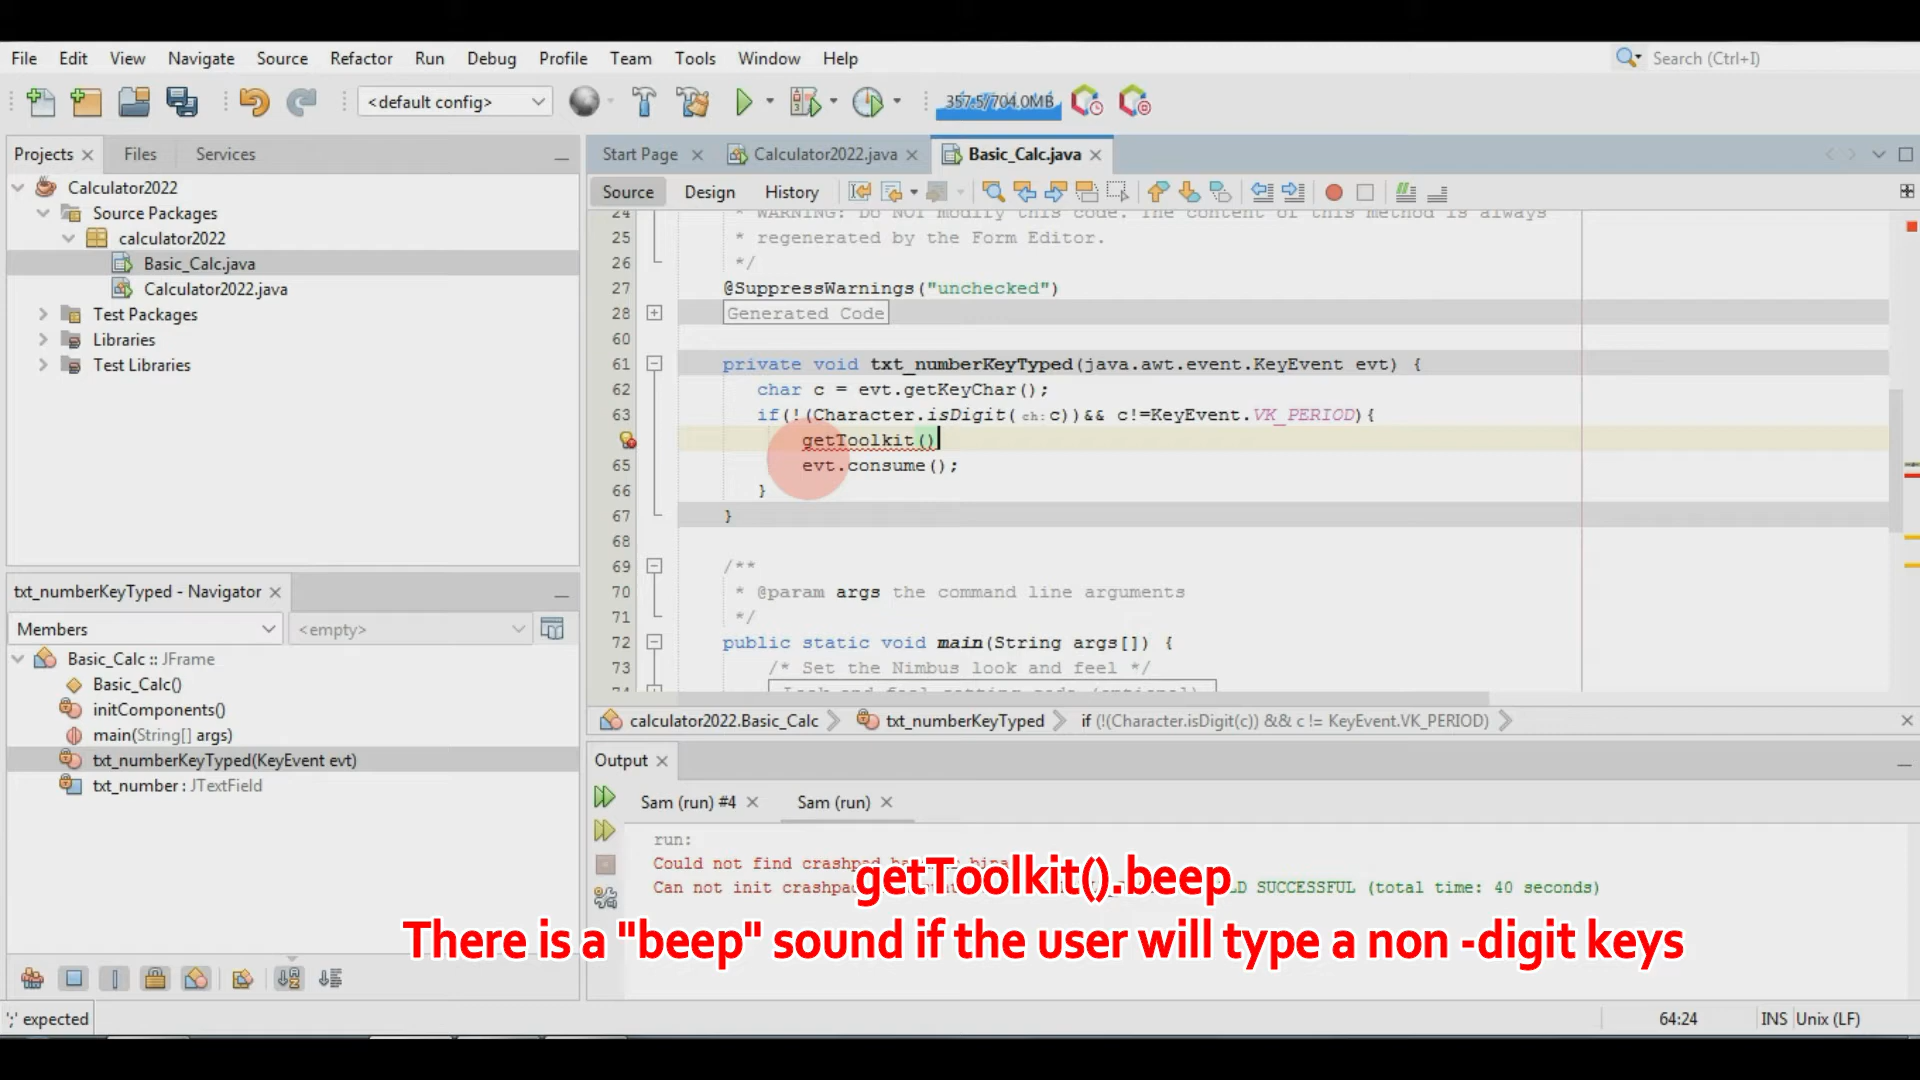 File Edit View Navigate Source Refactor Run Debug Profile Team Tools Window Help
Search (Ctrl+I)
<default config>
357.5/704.0MB
Projects Files Services
Calculator2022
Source Packages
calculator2022
Basic_Calc.java
Calculator2022.java
Test Packages
Libraries
Test Libraries
Start Page Calculator2022.java Basic_Calc.java
Source Design History
24 * WARNING: Do NOT modify this code. The content of this method is always
25 * regenerated by the Form Editor.
26 */
27 @SuppressWarnings("unchecked")
28 Generated Code
60
61 private void txt_numberKeyTyped(java.awt.event.KeyEvent evt) {
62 char c = evt.getKeyChar();
63 if(!(Character.isDigit(ch:c))&& c!=KeyEvent.VK_PERIOD){
getToolkit()
65 evt.consume();
66 }
67 }
68
69 /**
70 * @param args the command line arguments
71 */
72 public static void main(String args[]) {
73 /* Set the Nimbus look and feel */
74 Look and feel setting code (optional)
calculator2022.Basic_Calc txt_numberKeyTyped if (!(Character.isDigit(c)) && c != KeyEvent.VK_PERIOD)
txt_numberKeyTyped - Navigator
Members <empty>
Basic_Calc :: JFrame
Basic_Calc()
initComponents()
main(String[] args)
txt_numberKeyTyped(KeyEvent evt)
txt_number : JTextField
Output
Sam (run) #4 Sam (run)
run:
Could not find crashpad
Can not init crashpad SUCCESSFUL (total time: 40 seconds)
getToolkit().beep
There is a "beep" sound if the user will type a non -digit keys
';' expected
64:24 INS Unix (LF)